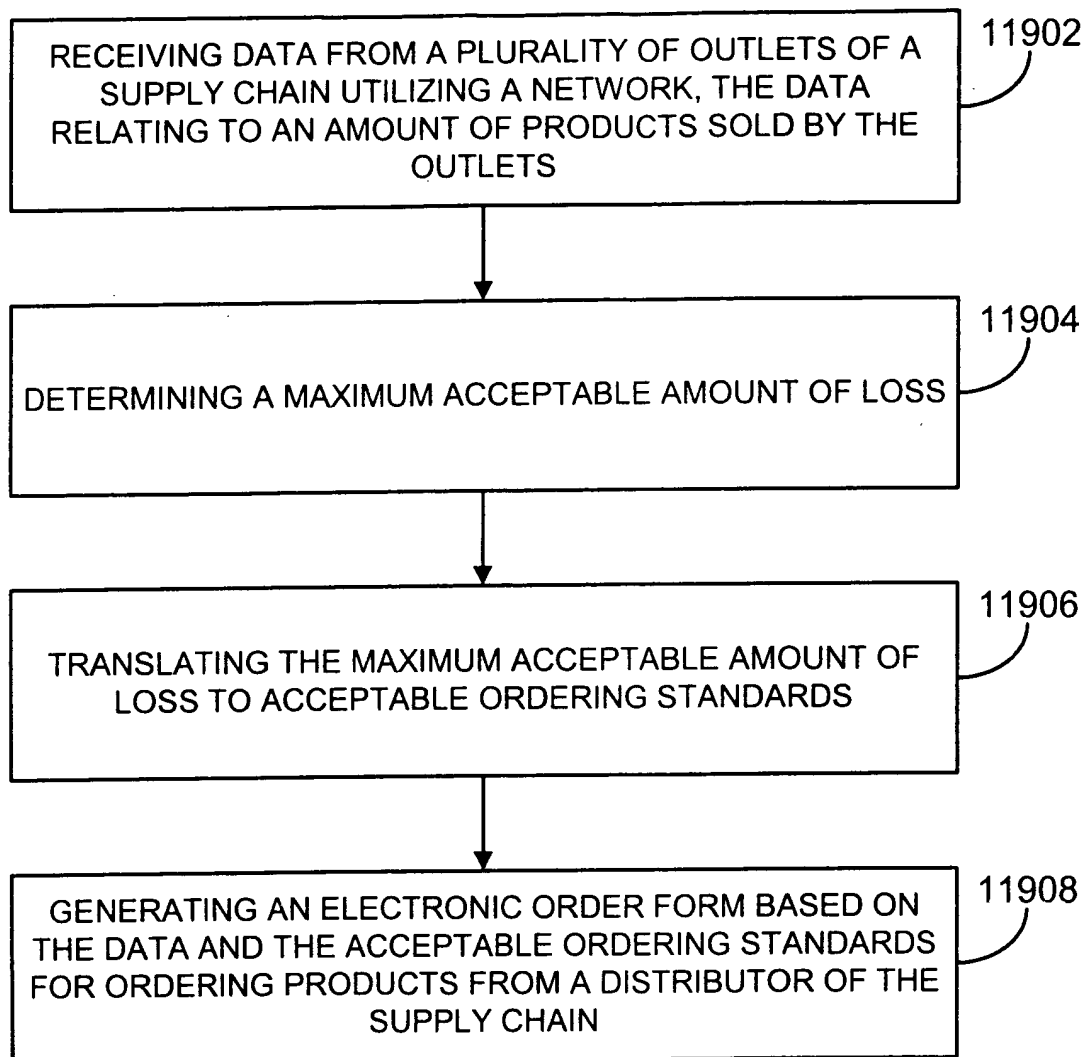 RECEIVING DATA FROM A PLURALITY OF OUTLETS OF A
SUPPLY CHAIN UTILIZING A NETWORK, THE DATA
RELATING TO AN AMOUNT OF PRODUCTS SOLD BY THE
OUTLETS
11902
DETERMINING A MAXIMUM ACCEPTABLE AMOUNT OF LOSS
11904
TRANSLATING THE MAXIMUM ACCEPTABLE AMOUNT OF
LOSS TO ACCEPTABLE ORDERING STANDARDS
11906
GENERATING AN ELECTRONIC ORDER FORM BASED ON
THE DATA AND THE ACCEPTABLE ORDERING STANDARDS
FOR ORDERING PRODUCTS FROM A DISTRIBUTOR OF THE
SUPPLY CHAIN
11908